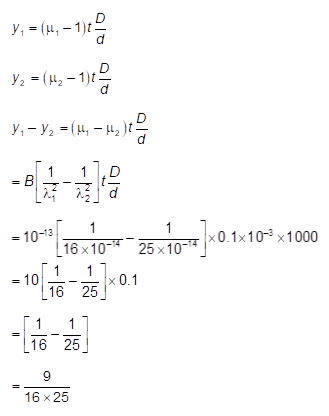 y₁ = (μ₁ − 1)t D/d
y₂ = (μ₂ − 1)t D/d
y₁ − y₂ = (μ₁ − μ₂)t D/d
= B[1/λ₁² − 1/λ₂²]t D/d
= 10⁻¹³[1/(16 × 10⁻¹⁴) − 1/(25 × 10⁻¹⁴)] × 0.1 × 10⁻³ × 1000
= 10[1/16 − 1/25] × 0.1
= [1/16 − 1/25]
= 9/(16 × 25)